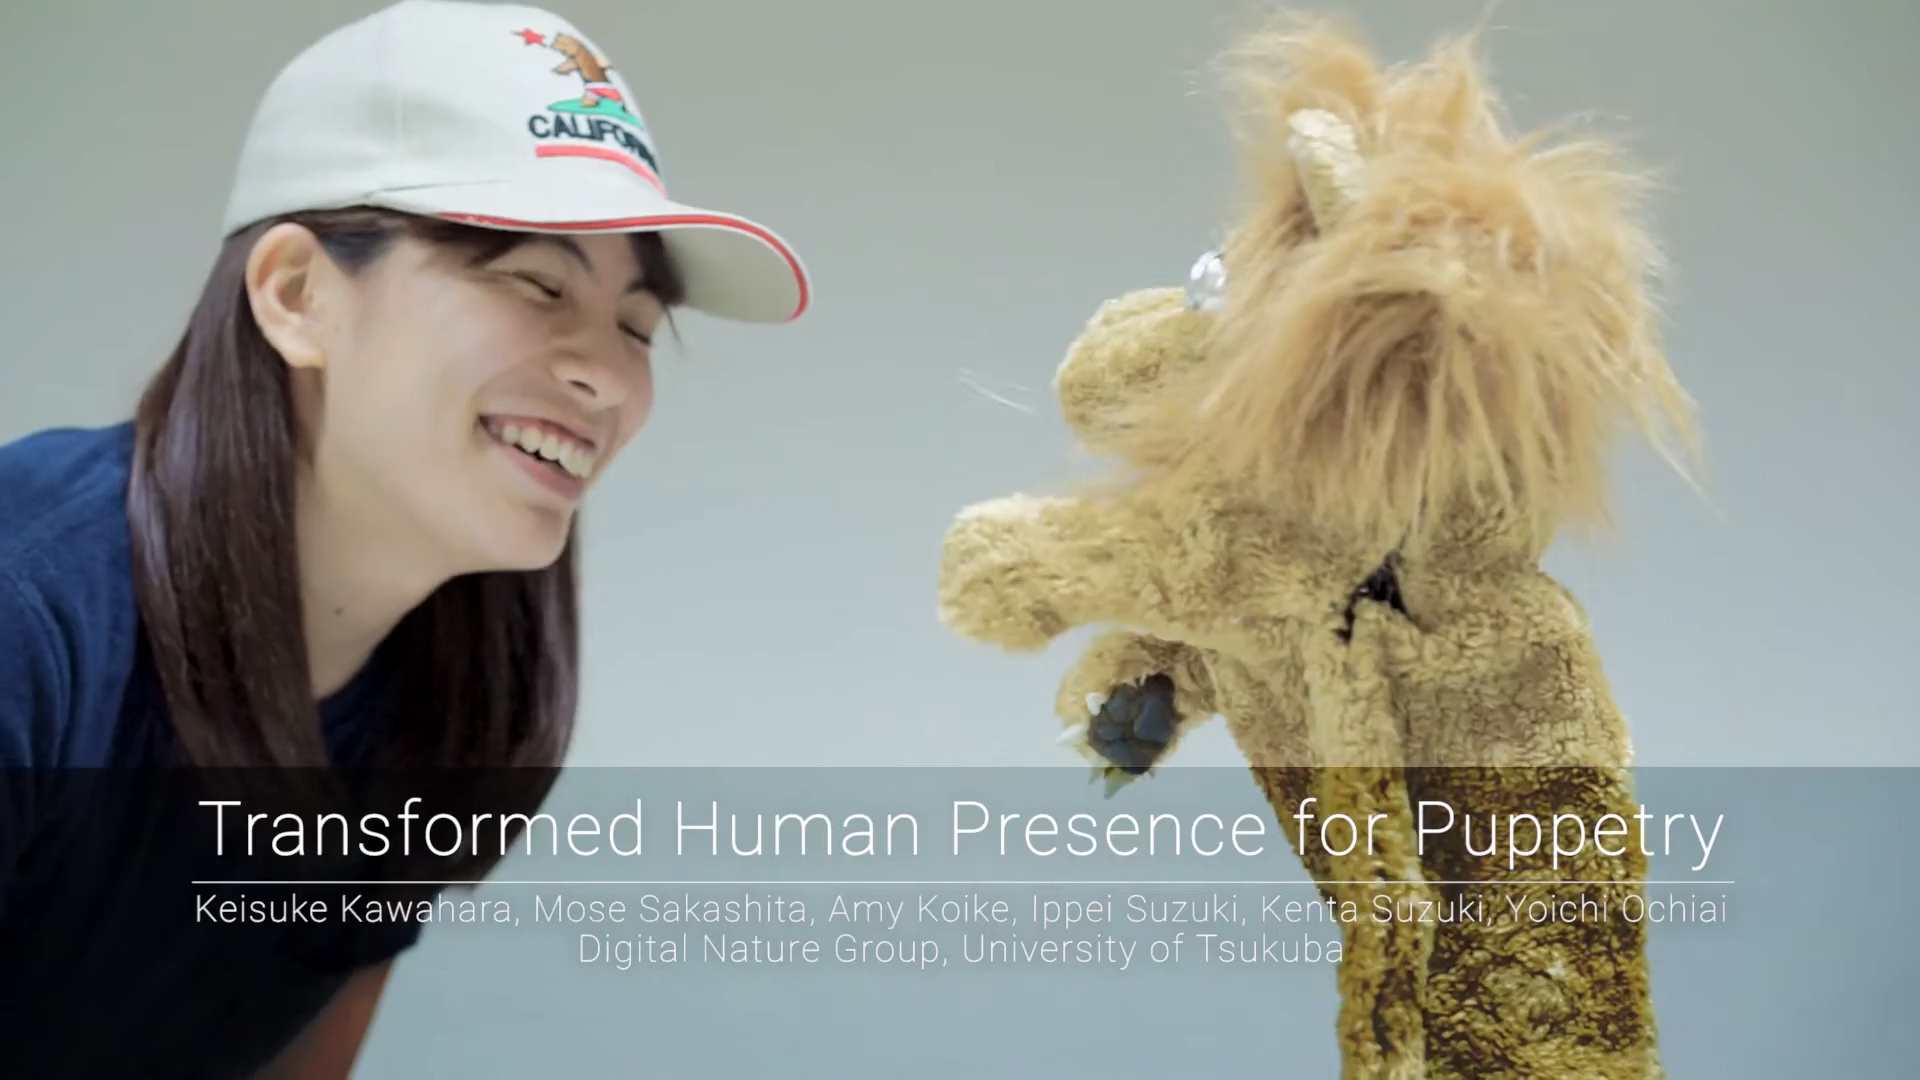 Transformed Human Presence for Puppetry
Keisuke Kawahara, Mose Sakashita, Amy Koike, Ippei Suzuki, Kenta Suzuki, Yoichi Ochiai
Digital Nature Group, University of Tsukuba